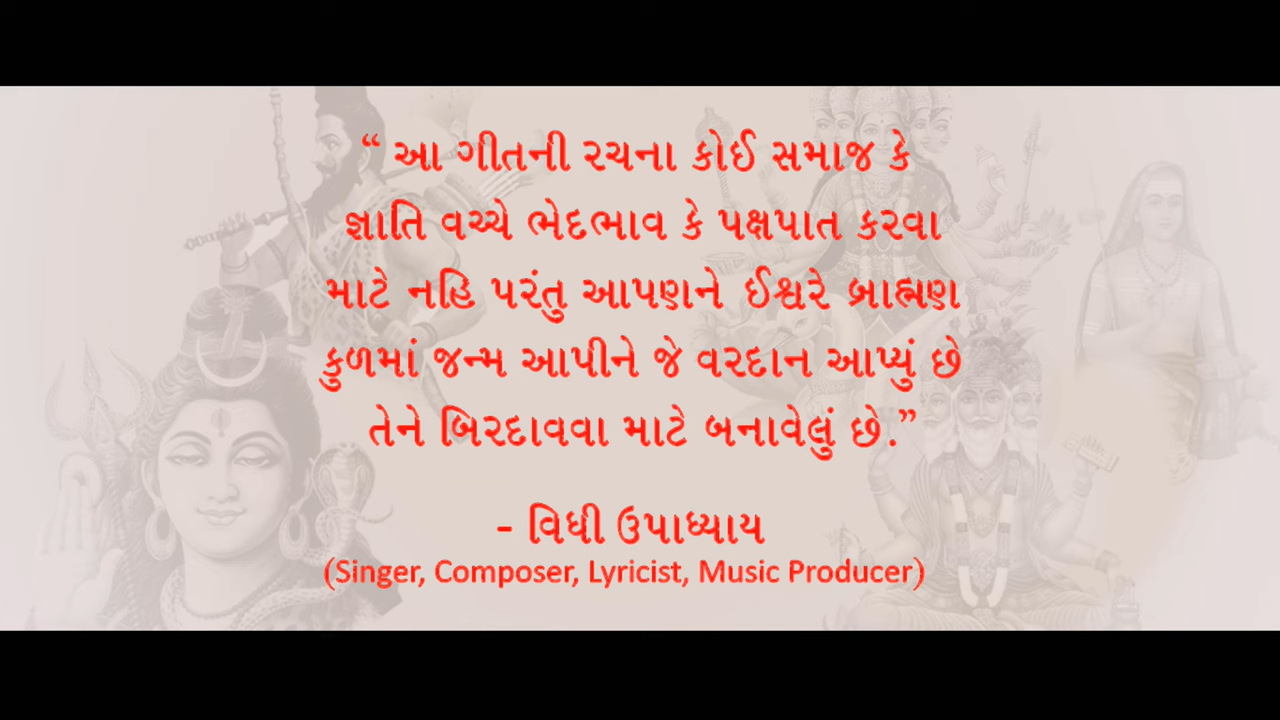 “ આ ગીતની રચના કોઈ સમાજ કે
જ્ઞાતિ વચ્ચે ભેદભાવ કે પક્ષપાત કરવા
માટે નહિ પરંતુ આપણને ઈશ્વરે બ્રાહ્મણ
કુળમાં જન્મ આપીને જે વરદાન આપ્યું છે
તેને બિરદાવવા માટે બનાવેલું છે.”
- વિધી ઉપાધ્યાય
(Singer, Composer, Lyricist, Music Producer)